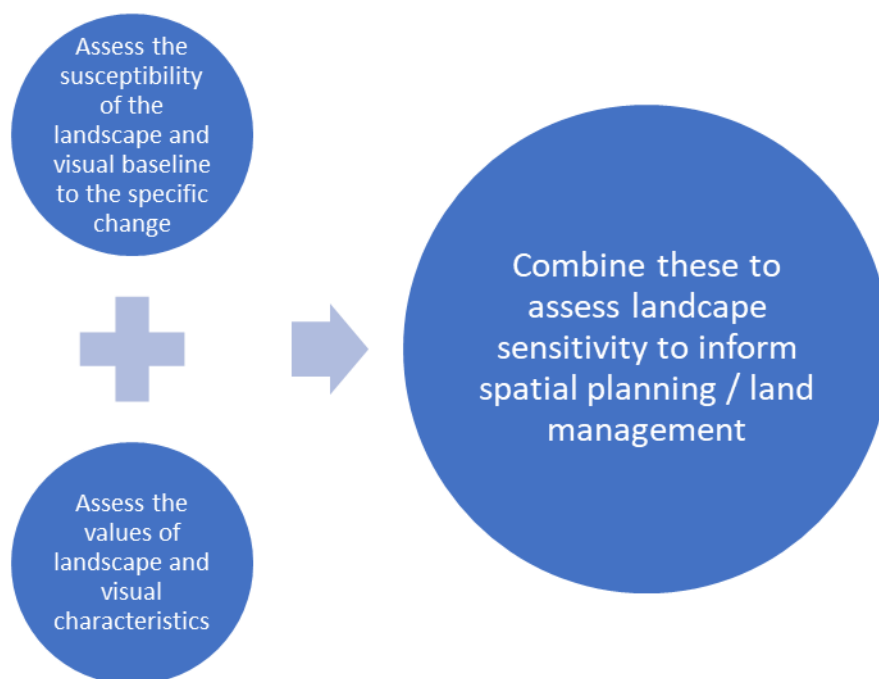 Assess the
susceptibility
of the
landscape and
visual baseline
to the specific
change
Assess the
values of
landscape and
visual
characteristics
Combine these to
assess landcape
sensitivity to inform
spatial planning / land
management